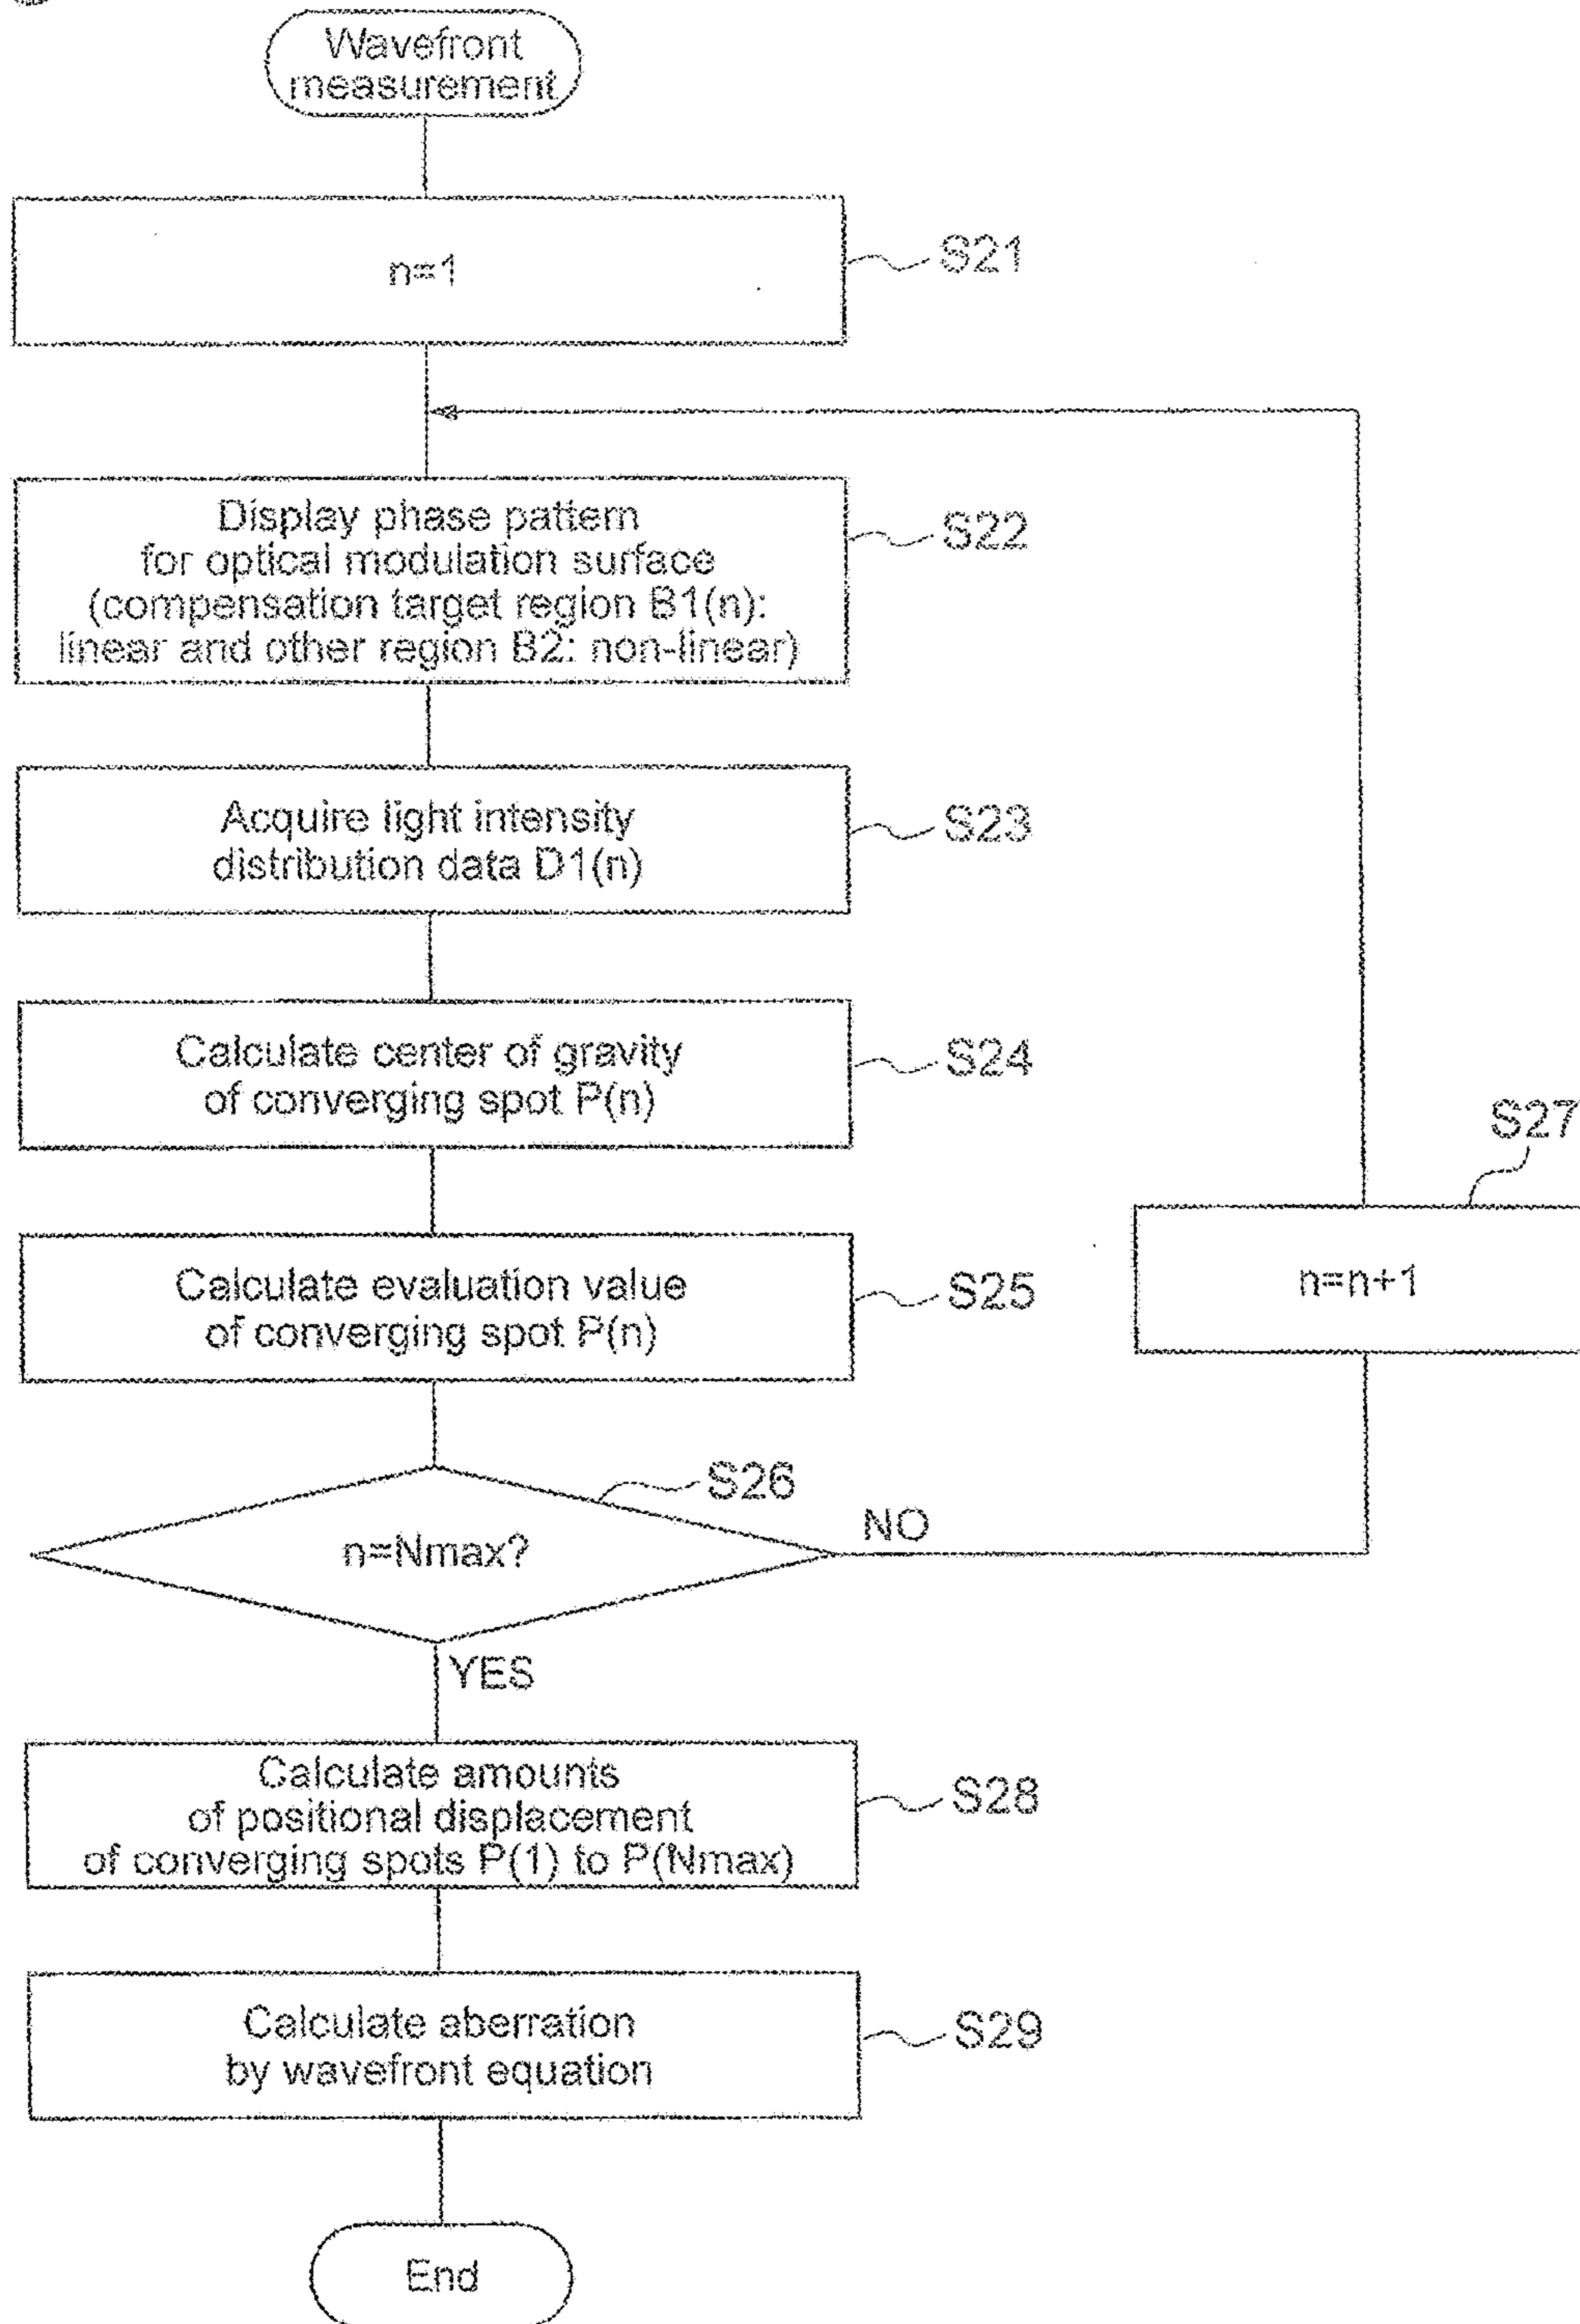 Wavefront
measurement
n=1
S21
Display phase pattern
for optical modulation surface
(compensation target region B1(n):
linear and other region B2: non-linear)
S22
Acquire light intensity
distribution data D1(n)
S23
Calculate center of gravity
of converging spot P(n)
S24
S27
Calculate evaluation value
of converging spot P(n)
S25
n=n+1
S26
n=Nmax?
NO
YES
Calculate amounts
of positional displacement
of converging spots P(1) to P(Nmax)
S28
Calculate aberration
by wavefront equation
S29
End